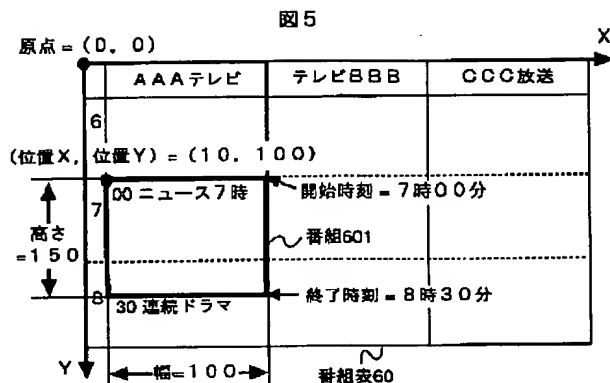 図5
原点=(0，0)
X
AAAテレビ
テレビBBB
CCC放送
6
(位置X，位置Y)=(10，100)
00 ニュース7時
開始時刻=7時00分
7
高さ
=150
番組601
8
30 連続ドラマ
終了時刻=8時30分
Y
幅=100
番組表60